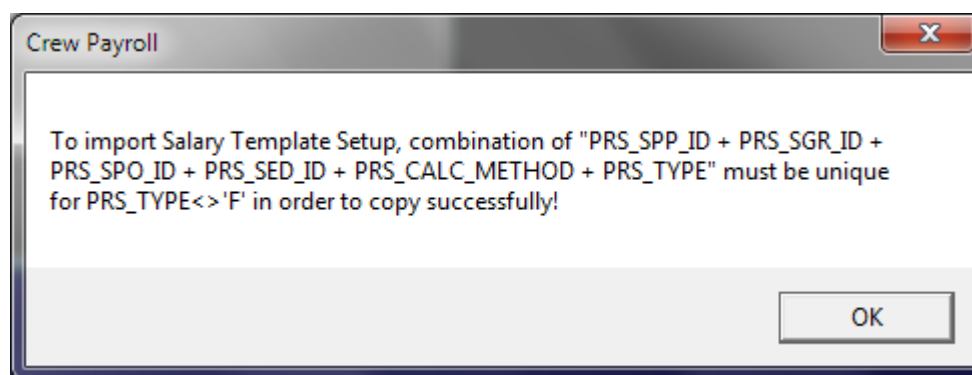 Crew Payroll
To import Salary Template Setup, combination of "PRS_SPP_ID + PRS_SGR_ID +
PRS_SPO_ID + PRS_SED_ID + PRS_CALC_METHOD + PRS_TYPE" must be unique
for PRS_TYPE<>'F' in order to copy successfully!
OK